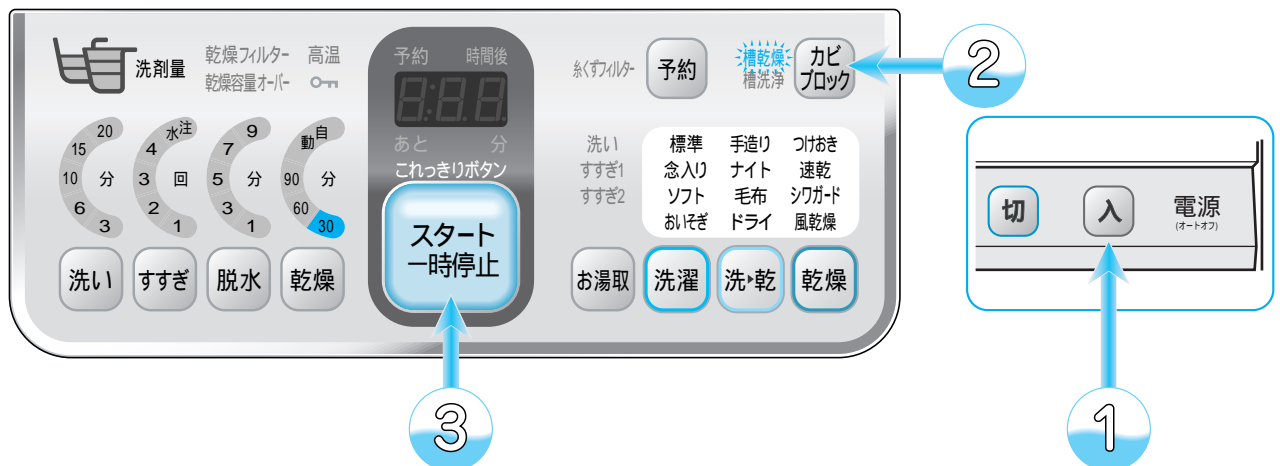 洗剤量
乾燥フィルター 高温
乾燥容量オーバー
20
15
10 分
6
3
注水
4
3 回
2
1
9
7
5 分
3
1
自動
90 分
60
30
洗い
すすぎ
脱水
乾燥
予約 時間後
8:88
あと 分
これっきりボタン
スタート
一時停止
3
糸くずフィルター
予約
槽乾燥
槽洗浄
カビ
ブロック
2
洗い
すすぎ1
すすぎ2
標準 手造り つけおき
念入り ナイト 速乾
ソフト 毛布 シワガード
おいそぎ ドライ 風乾燥
お湯取
洗濯
洗▸乾
乾燥
切
入
電源
(オートオフ)
1